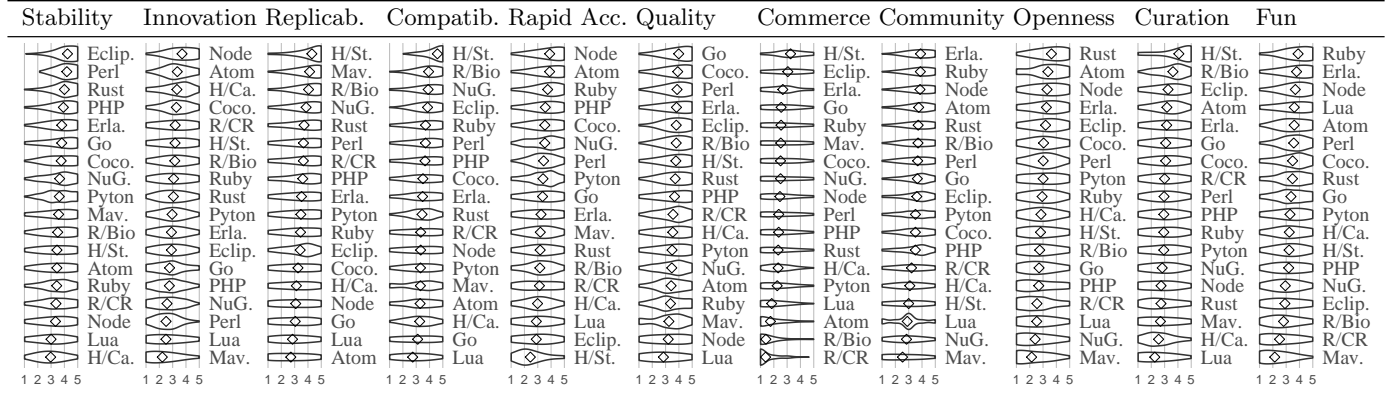 Stability Innovation Replicab. Compatib. Rapid Acc. Quality Commerce Community Openness Curation Fun
Eclip. Node H/St. H/St. Node Go H/St. Erla. Rust H/St. Ruby
Perl Atom Mav. R/Bio Atom Coco. Eclip. Ruby Atom R/Bio Erla.
Rust H/Ca. R/Bio NuG. Ruby Perl Erla. Node Node Eclip. Node
PHP Coco. NuG. Eclip. PHP Erla. Go Atom Erla. Atom Lua
Erla. R/CR Rust Ruby Coco. Eclip. Ruby Rust Eclip. Erla. Atom
Go H/St. Perl Perl NuG. R/Bio Mav. R/Bio Coco. Go Perl
Coco. R/Bio R/CR PHP Perl H/St. Coco. Perl Perl Coco. Coco.
NuG. Ruby PHP Coco. Pyton Rust NuG. Go Pyton R/CR Rust
Pyton Rust Erla. Erla. Go PHP Node Eclip. Ruby Perl Go
Mav. Pyton Pyton Rust Erla. R/CR Perl Pyton H/Ca. PHP Pyton
R/Bio Erla. Ruby R/CR Mav. H/Ca. PHP Coco. H/St. Ruby H/Ca.
H/St. Eclip. Eclip. Node Rust Pyton Rust PHP R/Bio Pyton H/St.
Atom Go Coco. Pyton R/Bio NuG. H/Ca. R/CR Go NuG. PHP
Ruby PHP H/Ca. Mav. R/CR Atom Pyton H/Ca. PHP Node NuG.
R/CR NuG. Node Atom H/Ca. Ruby Lua H/St. R/CR Rust Eclip.
Node Perl Go H/Ca. Lua Mav. Atom Lua Lua Mav. R/Bio
Lua Lua Lua Go Eclip. Node R/Bio NuG. NuG. H/Ca. R/CR
H/Ca. Mav. Atom Lua H/St. Lua R/CR Mav. Mav. Lua Mav.
1 2 3 4 5 1 2 3 4 5 1 2 3 4 5 1 2 3 4 5 1 2 3 4 5 1 2 3 4 5 1 2 3 4 5 1 2 3 4 5 1 2 3 4 5 1 2 3 4 5 1 2 3 4 5